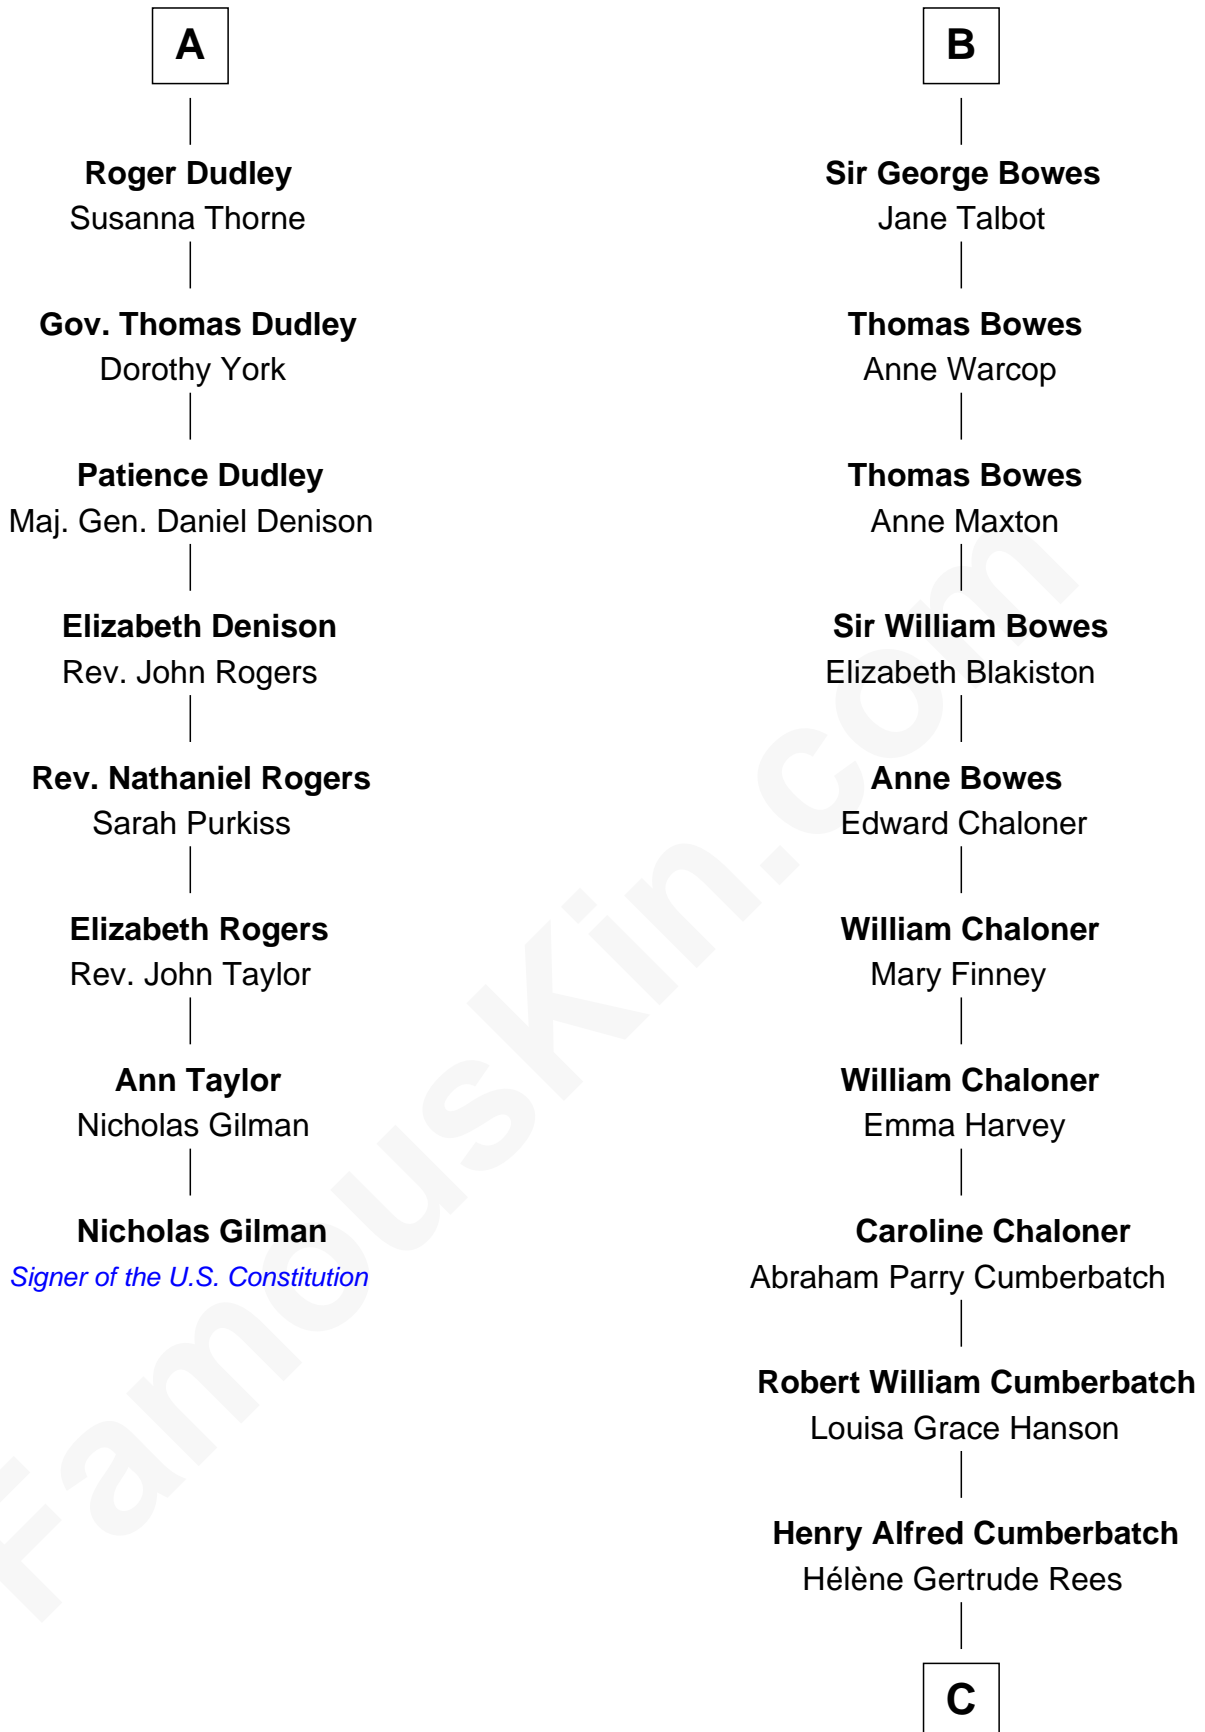 A
Roger Dudley
Susanna Thorne
Gov. Thomas Dudley
Dorothy York
Patience Dudley
Maj. Gen. Daniel Denison
Elizabeth Denison
Rev. John Rogers
Rev. Nathaniel Rogers
Sarah Purkiss
Elizabeth Rogers
Rev. John Taylor
Ann Taylor
Nicholas Gilman
Nicholas Gilman
Signer of the U.S. Constitution
B
Sir George Bowes
Jane Talbot
Thomas Bowes
Anne Warcop
Thomas Bowes
Anne Maxton
Sir William Bowes
Elizabeth Blakiston
Anne Bowes
Edward Chaloner
William Chaloner
Mary Finney
William Chaloner
Emma Harvey
Caroline Chaloner
Abraham Parry Cumberbatch
Robert William Cumberbatch
Louisa Grace Hanson
Henry Alfred Cumberbatch
Hélène Gertrude Rees
C
FamousKin.com